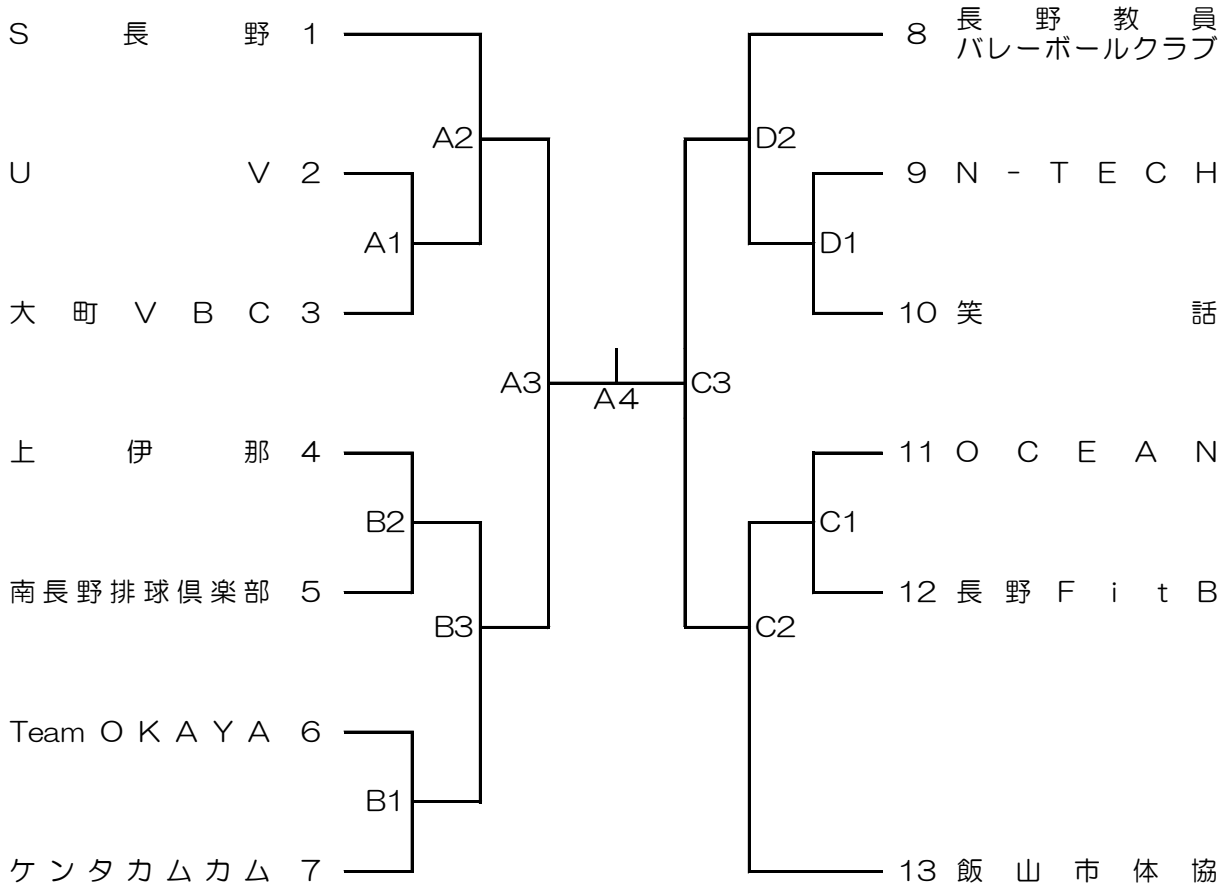 S 長 野 1
A2
U V 2
A1
大 町 V B C 3
A3
上 伊 那 4
B2
南長野排球倶楽部 5
B3
Team O K A Y A 6
B1
ケンタカムカム 7
A4
8 長 野 教 員
バレーボールクラブ
D2
9 N - T E C H
D1
10 笑 話
C3
11 O C E A N
C1
12 長 野 F i t B
C2
13 飯 山 市 体 協